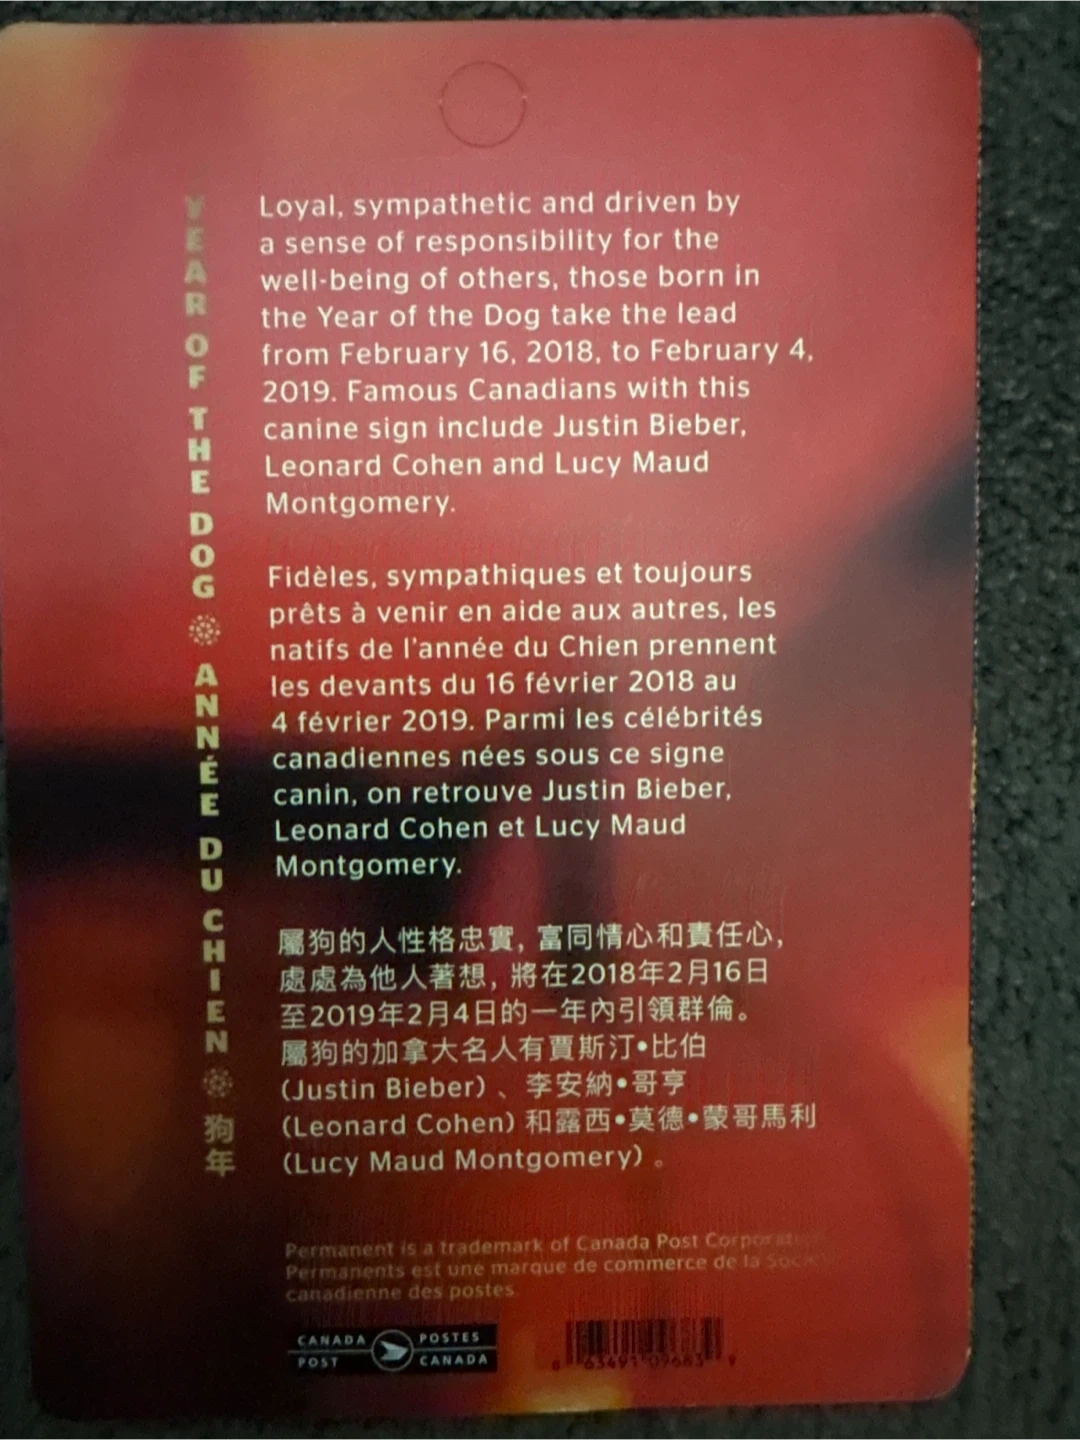 YEAR OF THE DOG ANNÉE DU CHIEN 狗年
Loyal, sympathetic and driven by
a sense of responsibility for the
well-being of others, those born in
the Year of the Dog take the lead
from February 16, 2018, to February 4,
2019. Famous Canadians with this
canine sign include Justin Bieber,
Leonard Cohen and Lucy Maud
Montgomery.
Fidèles, sympathiques et toujours
prêts à venir en aide aux autres, les
natifs de l'année du Chien prennent
les devants du 16 février 2018 au
4 février 2019. Parmi les célébrités
canadiennes nées sous ce signe
canin, on retrouve Justin Bieber,
Leonard Cohen et Lucy Maud
Montgomery.
屬狗的人性格忠實, 富同情心和責任心,
處處為他人著想, 將在2018年2月16日
至2019年2月4日的一年內引領群倫。
屬狗的加拿大名人有賈斯汀•比伯
(Justin Bieber) 、李安納•哥亨
(Leonard Cohen) 和露西•莫德•蒙哥馬利
(Lucy Maud Montgomery) 。
Permanent is a trademark of Canada Post
Permanents est une marque de commerce de la
canadienne des postes.
CANADA POSTES
POST CANADA